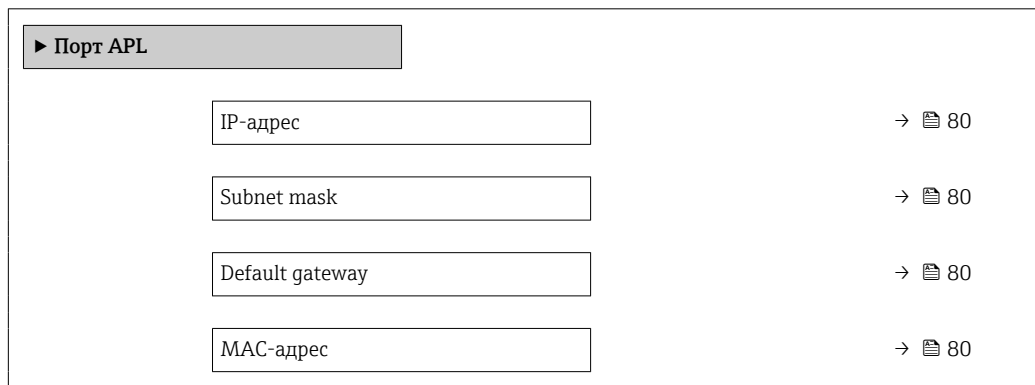 ▶ Порт APL
IP-адрес → 80
Subnet mask → 80
Default gateway → 80
MAC-адрес → 80